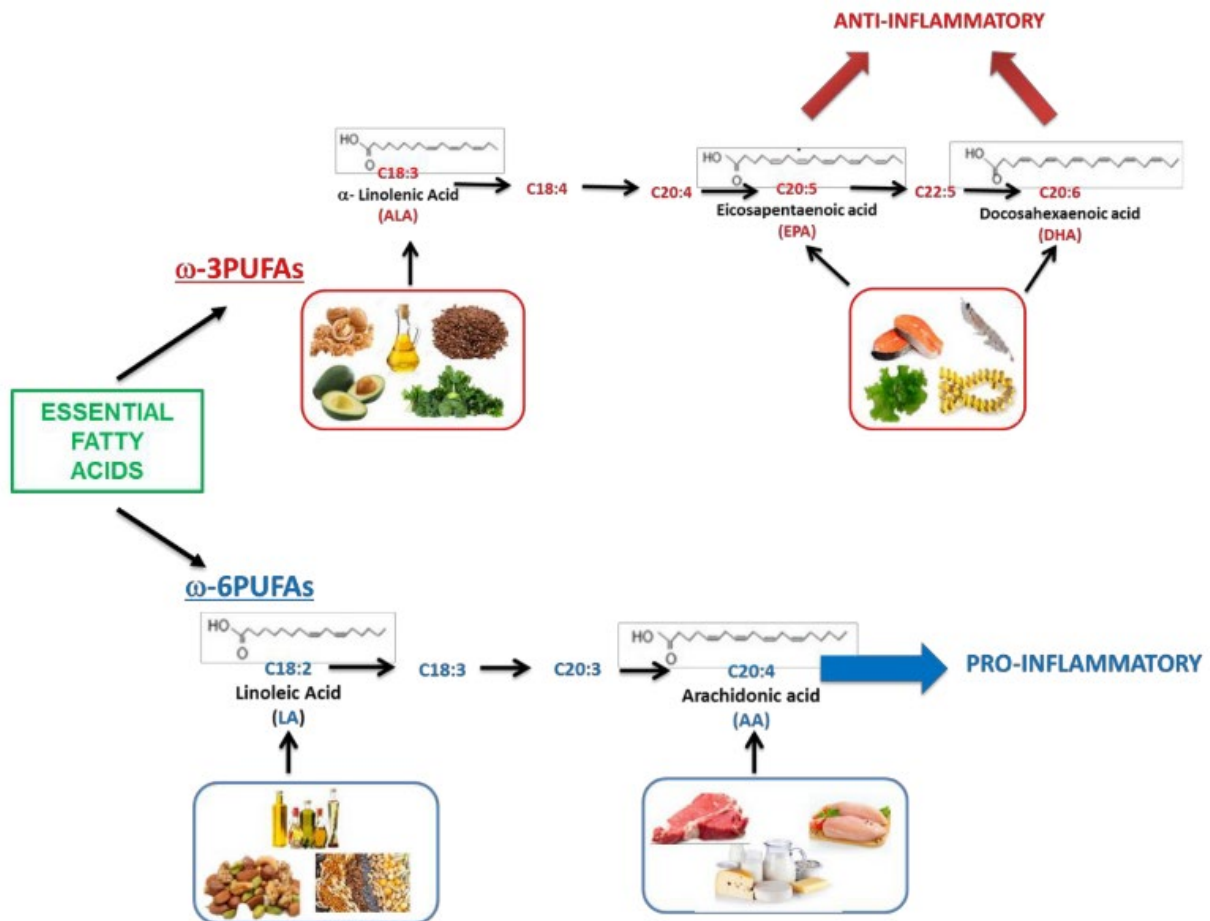 ANTI-INFLAMMATORY
HO
O
C18:3
α- Linolenic Acid
(ALA)
C18:4
C20:4
HO
O
C20:5
Eicosapentaenoic acid
(EPA)
C22:5
HO
O
C20:6
Docosahexaenoic acid
(DHA)
ω-3PUFAs
ESSENTIAL
FATTY
ACIDS
ω-6PUFAs
HO
O
C18:2
Linoleic Acid
(LA)
C18:3
C20:3
HO
O
C20:4
Arachidonic acid
(AA)
PRO-INFLAMMATORY